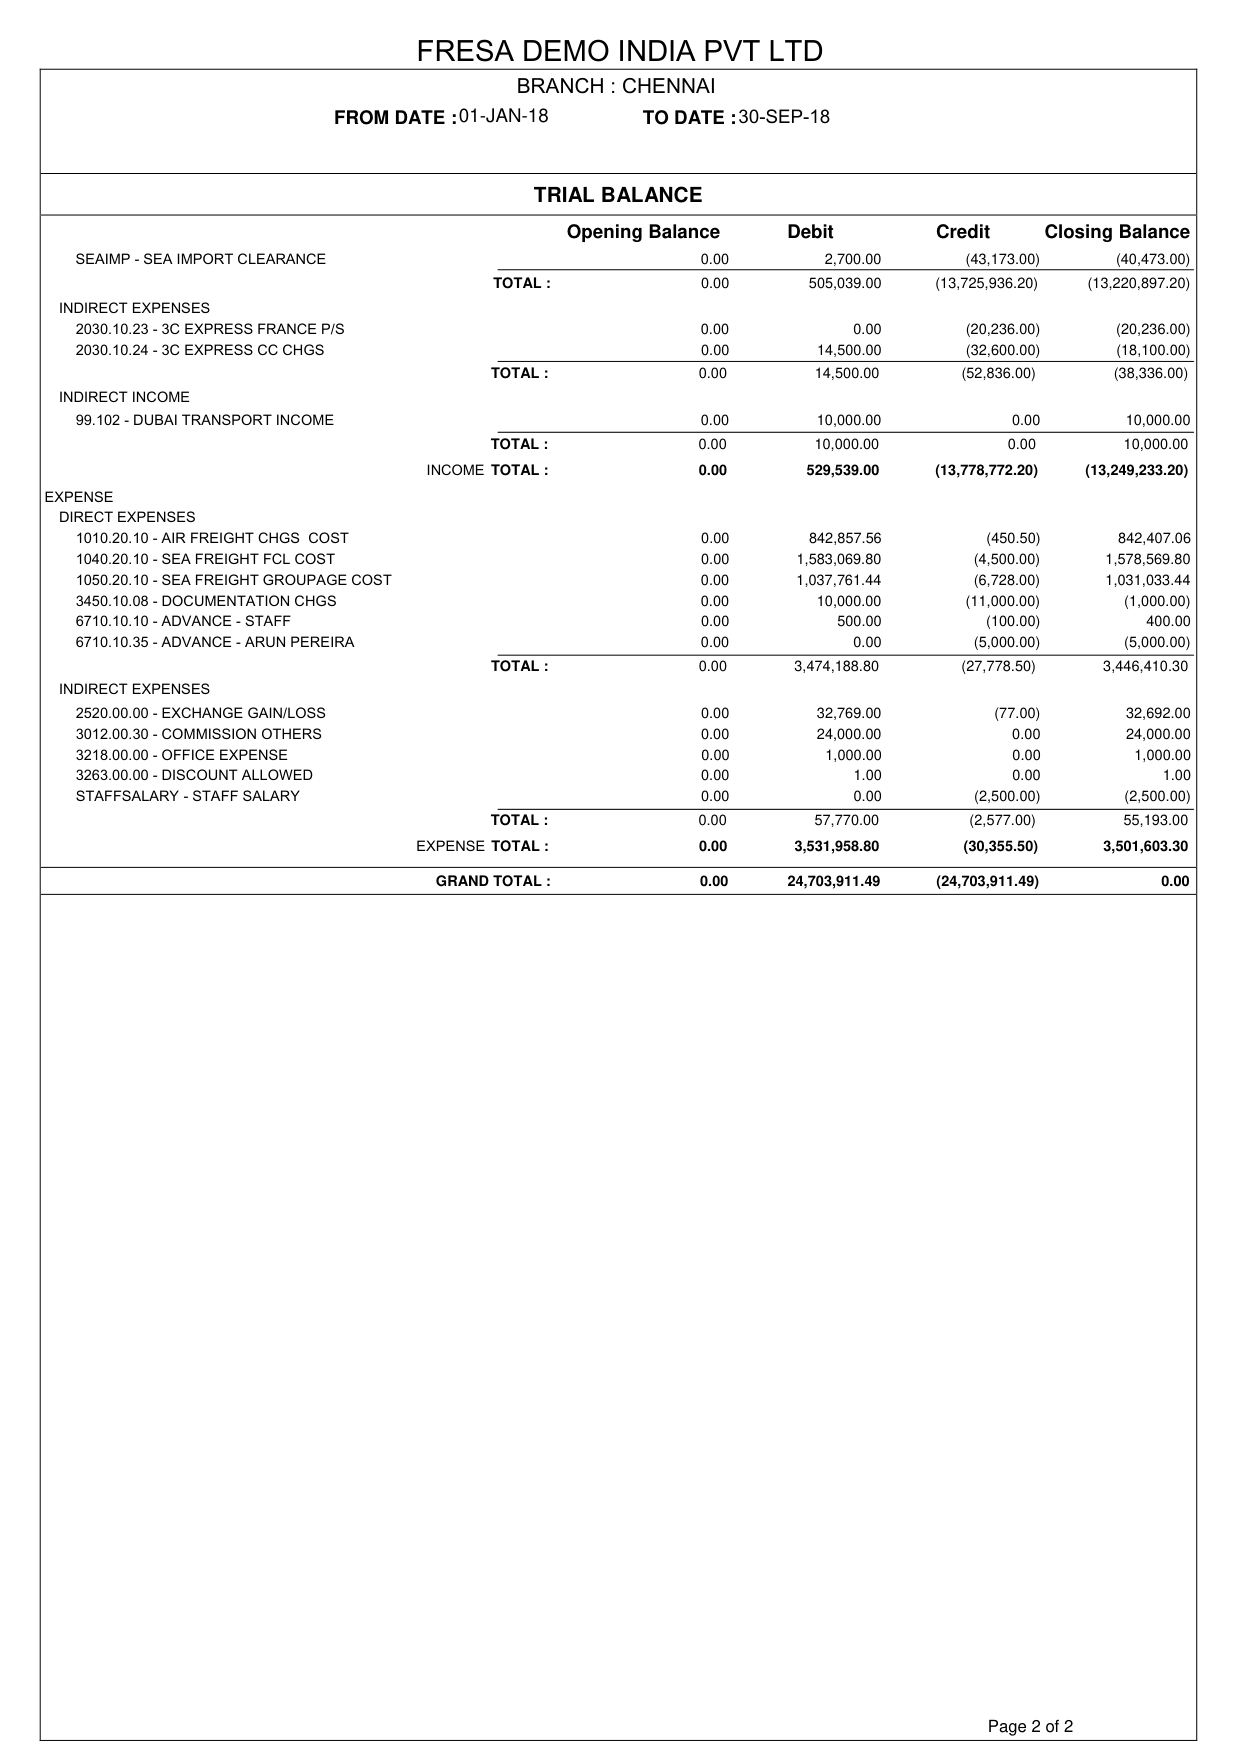 FRESA DEMO INDIA PVT LTD
BRANCH : CHENNAI
FROM DATE : 01-JAN-18 TO DATE : 30-SEP-18
TRIAL BALANCE
Opening Balance Debit Credit Closing Balance
SEAIMP - SEA IMPORT CLEARANCE 0.00 2,700.00 (43,173.00) (40,473.00)
TOTAL : 0.00 505,039.00 (13,725,936.20) (13,220,897.20)
INDIRECT EXPENSES
2030.10.23 - 3C EXPRESS FRANCE P/S 0.00 0.00 (20,236.00) (20,236.00)
2030.10.24 - 3C EXPRESS CC CHGS 0.00 14,500.00 (32,600.00) (18,100.00)
TOTAL : 0.00 14,500.00 (52,836.00) (38,336.00)
INDIRECT INCOME
99.102 - DUBAI TRANSPORT INCOME 0.00 10,000.00 0.00 10,000.00
TOTAL : 0.00 10,000.00 0.00 10,000.00
INCOME TOTAL : 0.00 529,539.00 (13,778,772.20) (13,249,233.20)
EXPENSE
DIRECT EXPENSES
1010.20.10 - AIR FREIGHT CHGS  COST 0.00 842,857.56 (450.50) 842,407.06
1040.20.10 - SEA FREIGHT FCL COST 0.00 1,583,069.80 (4,500.00) 1,578,569.80
1050.20.10 - SEA FREIGHT GROUPAGE COST 0.00 1,037,761.44 (6,728.00) 1,031,033.44
3450.10.08 - DOCUMENTATION CHGS 0.00 10,000.00 (11,000.00) (1,000.00)
6710.10.10 - ADVANCE - STAFF 0.00 500.00 (100.00) 400.00
6710.10.35 - ADVANCE - ARUN PEREIRA 0.00 0.00 (5,000.00) (5,000.00)
TOTAL : 0.00 3,474,188.80 (27,778.50) 3,446,410.30
INDIRECT EXPENSES
2520.00.00 - EXCHANGE GAIN/LOSS 0.00 32,769.00 (77.00) 32,692.00
3012.00.30 - COMMISSION OTHERS 0.00 24,000.00 0.00 24,000.00
3218.00.00 - OFFICE EXPENSE 0.00 1,000.00 0.00 1,000.00
3263.00.00 - DISCOUNT ALLOWED 0.00 1.00 0.00 1.00
STAFFSALARY - STAFF SALARY 0.00 0.00 (2,500.00) (2,500.00)
TOTAL : 0.00 57,770.00 (2,577.00) 55,193.00
EXPENSE TOTAL : 0.00 3,531,958.80 (30,355.50) 3,501,603.30
GRAND TOTAL : 0.00 24,703,911.49 (24,703,911.49) 0.00
Page 2 of 2